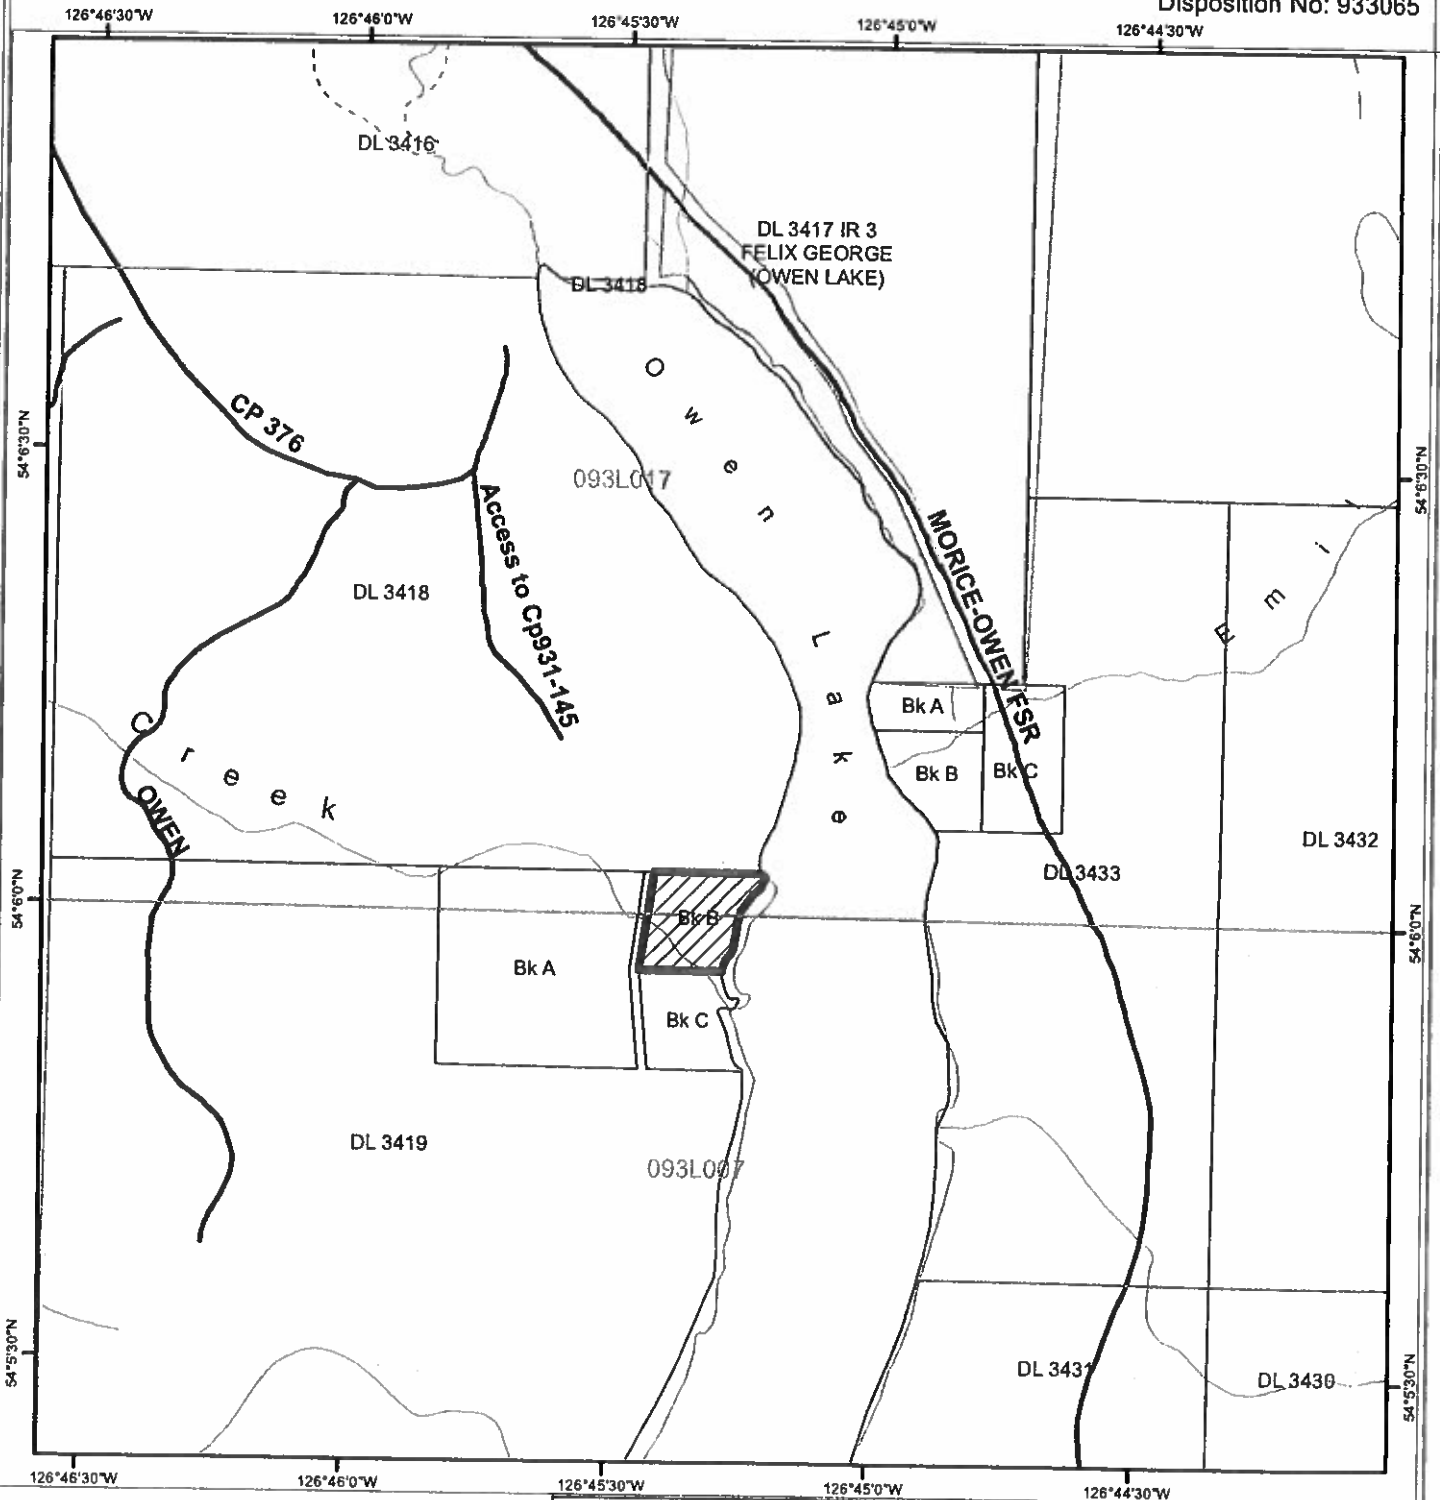 Disposition No: 933065
126°46'30"W
126°46'0"W
126°45'30"W
126°45'0"W
126°44'30"W
DL 3416
DL 3417 IR 3
FELIX GEORGE
(OWEN LAKE)
DL 3418
Owen Lake
CP 376
54°6'30"N
54°6'30"N
093L017
Access to Cp931-145
MORICE-OWEN FSR
Emi
DL 3418
Bk A
Bk B
Bk C
Creek
OWEN
DL 3432
DL 3433
54°6'0"N
54°6'0"N
Bk B
Bk A
Bk C
DL 3419
093L007
54°5'30"N
54°5'30"N
DL 3431
DL 3430
126°46'30"W
126°46'0"W
126°45'30"W
126°45'0"W
126°44'30"W